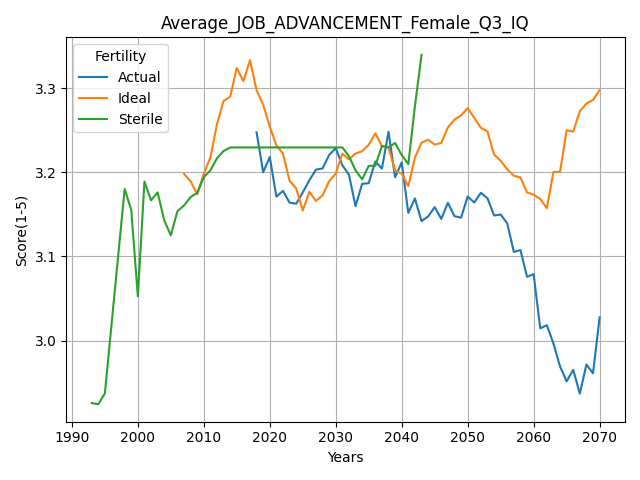 Average_JOB_ADVANCEMENT_Female_Q3_IQ
Fertility
Actual
Ideal
Sterile
Score(1-5)
3.3
3.2
3.1
3.0
1990 2000 2010 2020 2030 2040 2050 2060 2070
Years